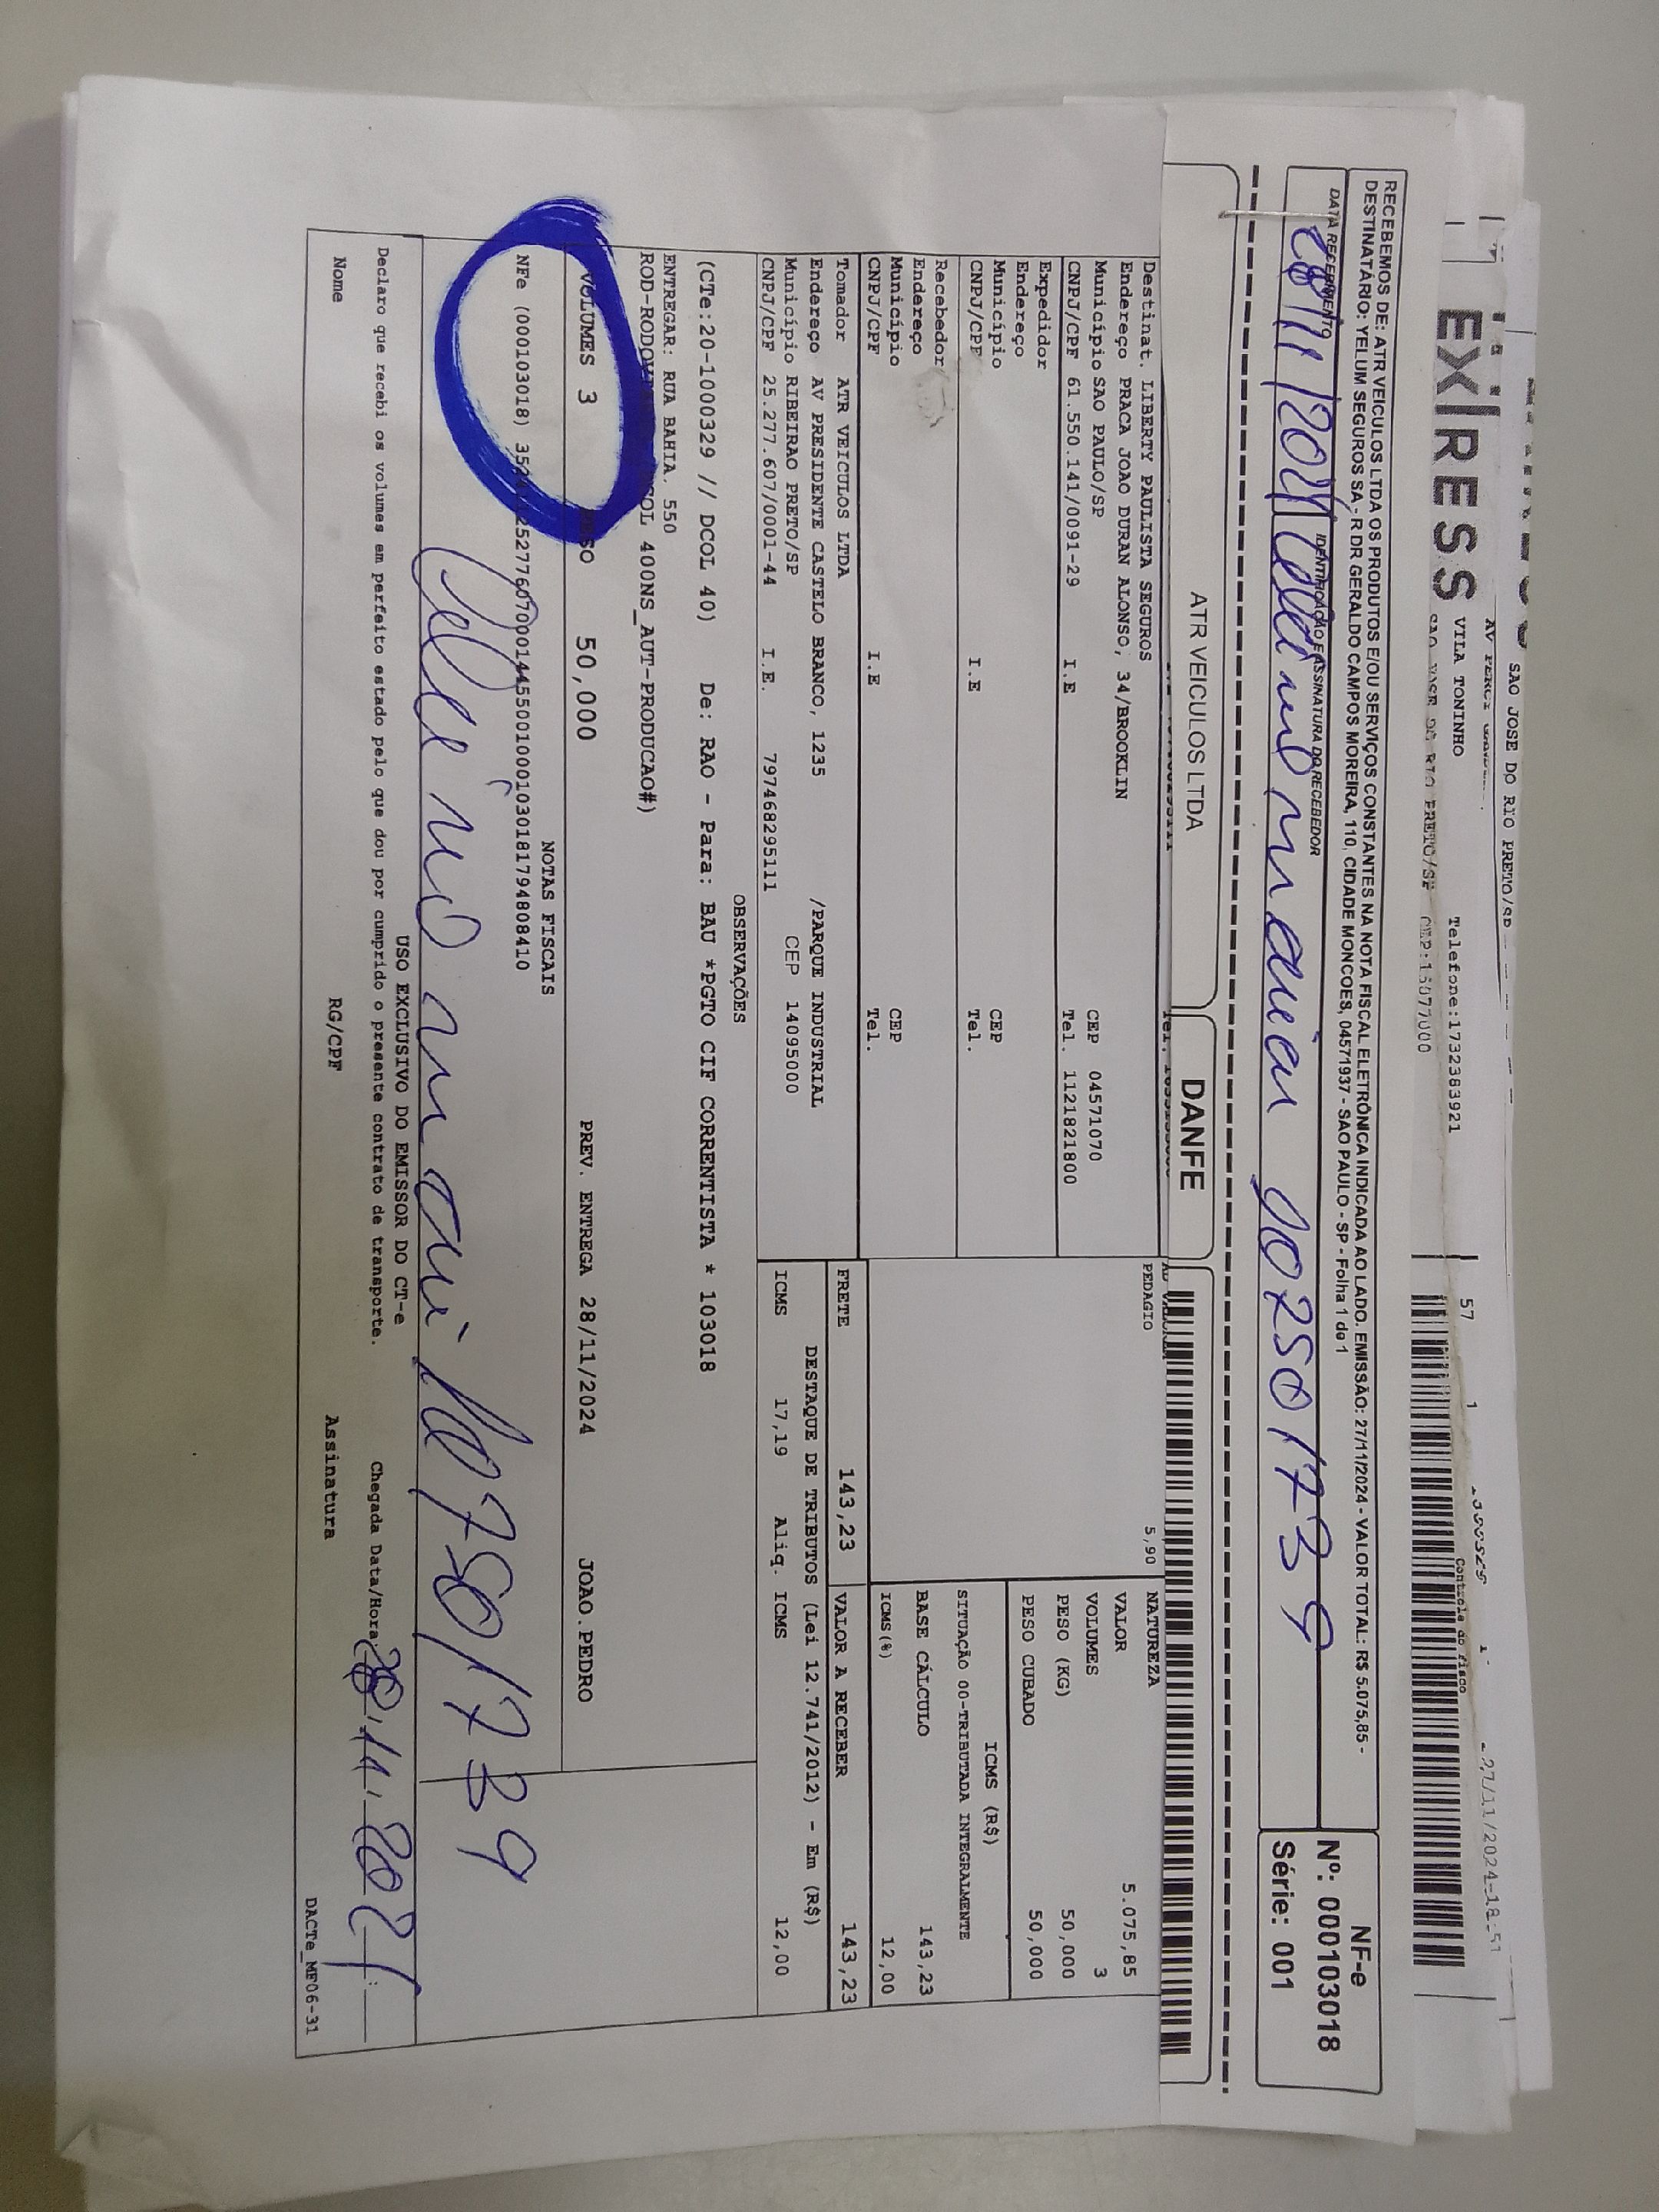 SAO JOSE DO RIO PRETO/SP
VILA TONINHO Telefone:1732383921
EXPRESS
57 1
Controle do fisco
27/11/2024-18:51
RECEBEMOS DE: ATR VEICULOS LTDA OS PRODUTOS E/OU SERVIÇOS CONSTANTES NA NOTA FISCAL ELETRÔNICA INDICADA AO LADO. EMISSÃO: 27/11/2024 - VALOR TOTAL: R$ 5.075,85 -
DESTINATÁRIO: YELUM SEGUROS SA, - R DR GERALDO CAMPOS MOREIRA, 110, CIDADE MONCOES, 04571937 - SAO PAULO - SP - Folha 1 de 1
DATA RECEBIMENTO IDENTIFICAÇÃO E ASSINATURA DO RECEBEDOR
NF-e
Nº: 000103018
Série: 001
ATR VEICULOS LTDA
DANFE
Destinat. LIBERTY PAULISTA SEGUROS
Endereço PRACA JOAO DURAN ALONSO, 34/BROOKLIN
Município SAO PAULO/SP CEP 04571070
CNPJ/CPF 61.550.141/0091-29 I.E Tel. 1121821800
Expedidor
Endereço
Município CEP
CNPJ/CPF I.E Tel.
Recebedor
Endereço
Município CEP
CNPJ/CPF I.E Tel.
Tomador ATR VEICULOS LTDA
Endereço AV PRESIDENTE CASTELO BRANCO, 1235 /PARQUE INDUSTRIAL
Município RIBEIRAO PRETO/SP CEP 14095000
CNPJ/CPF 25.277.607/0001-44 I.E. 797468295111
PEDAGIO 5,90
NATUREZA
VALOR 5.075,85
VOLUMES 3
PESO (KG) 50,000
PESO CUBADO 50,000
ICMS (R$)
SITUAÇÃO 00-TRIBUTADA INTEGRALMENTE
BASE CÁLCULO 143,23
ICMS(%) 12,00
FRETE 143,23 VALOR A RECEBER 143,23
DESTAQUE DE TRIBUTOS (Lei 12.741/2012) - Em (R$)
ICMS 17,19 Aliq. ICMS 12,00
OBSERVAÇÕES
(CTe:20-1000329 // DCOL 40) De: RAO - Para: BAU *PGTO CIF CORRENTISTA * 103018
ENTREGAR: RUA BAHIA. 550
400NS_AUT-PRODUCAO#)
VOLUMES 3 PESO 50,000 PREV. ENTREGA 28/11/2024 JOAO.PEDRO
NOTAS FISCAIS
NFe (000103018)
USO EXCLUSIVO DO EMISSOR DO CT-e
Declaro que recebi os volumes em perfeito estado pelo que dou por cumprido o presente contrato de transporte. Chegada Data/Hora
Nome RG/CPF Assinatura
DACTe_MF06-31